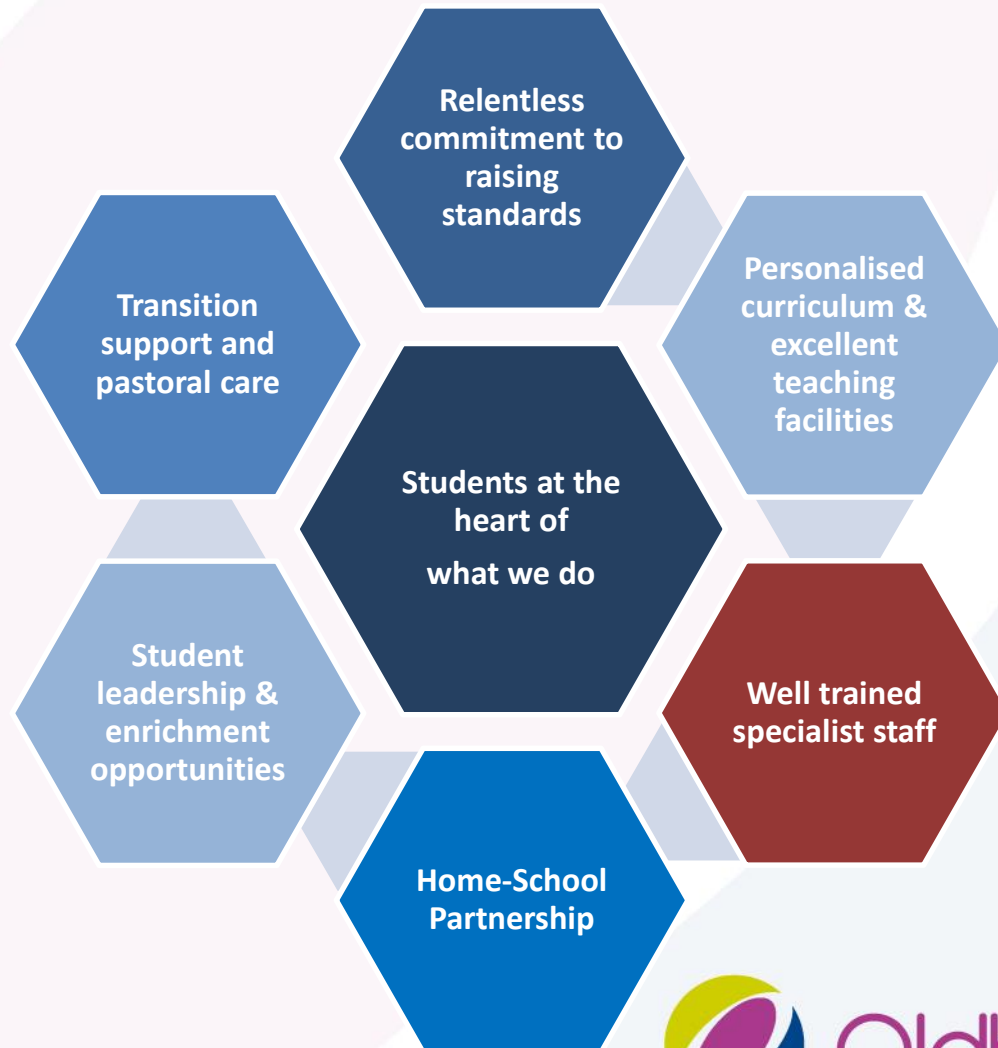 Relentless
commitment to
raising
standards
Personalised
curriculum &
excellent
teaching
facilities
Transition
support and
pastoral care
Students at the
heart of
what we do
Student
leadership &
enrichment
opportunities
Well trained
specialist staff
Home-School
Partnership